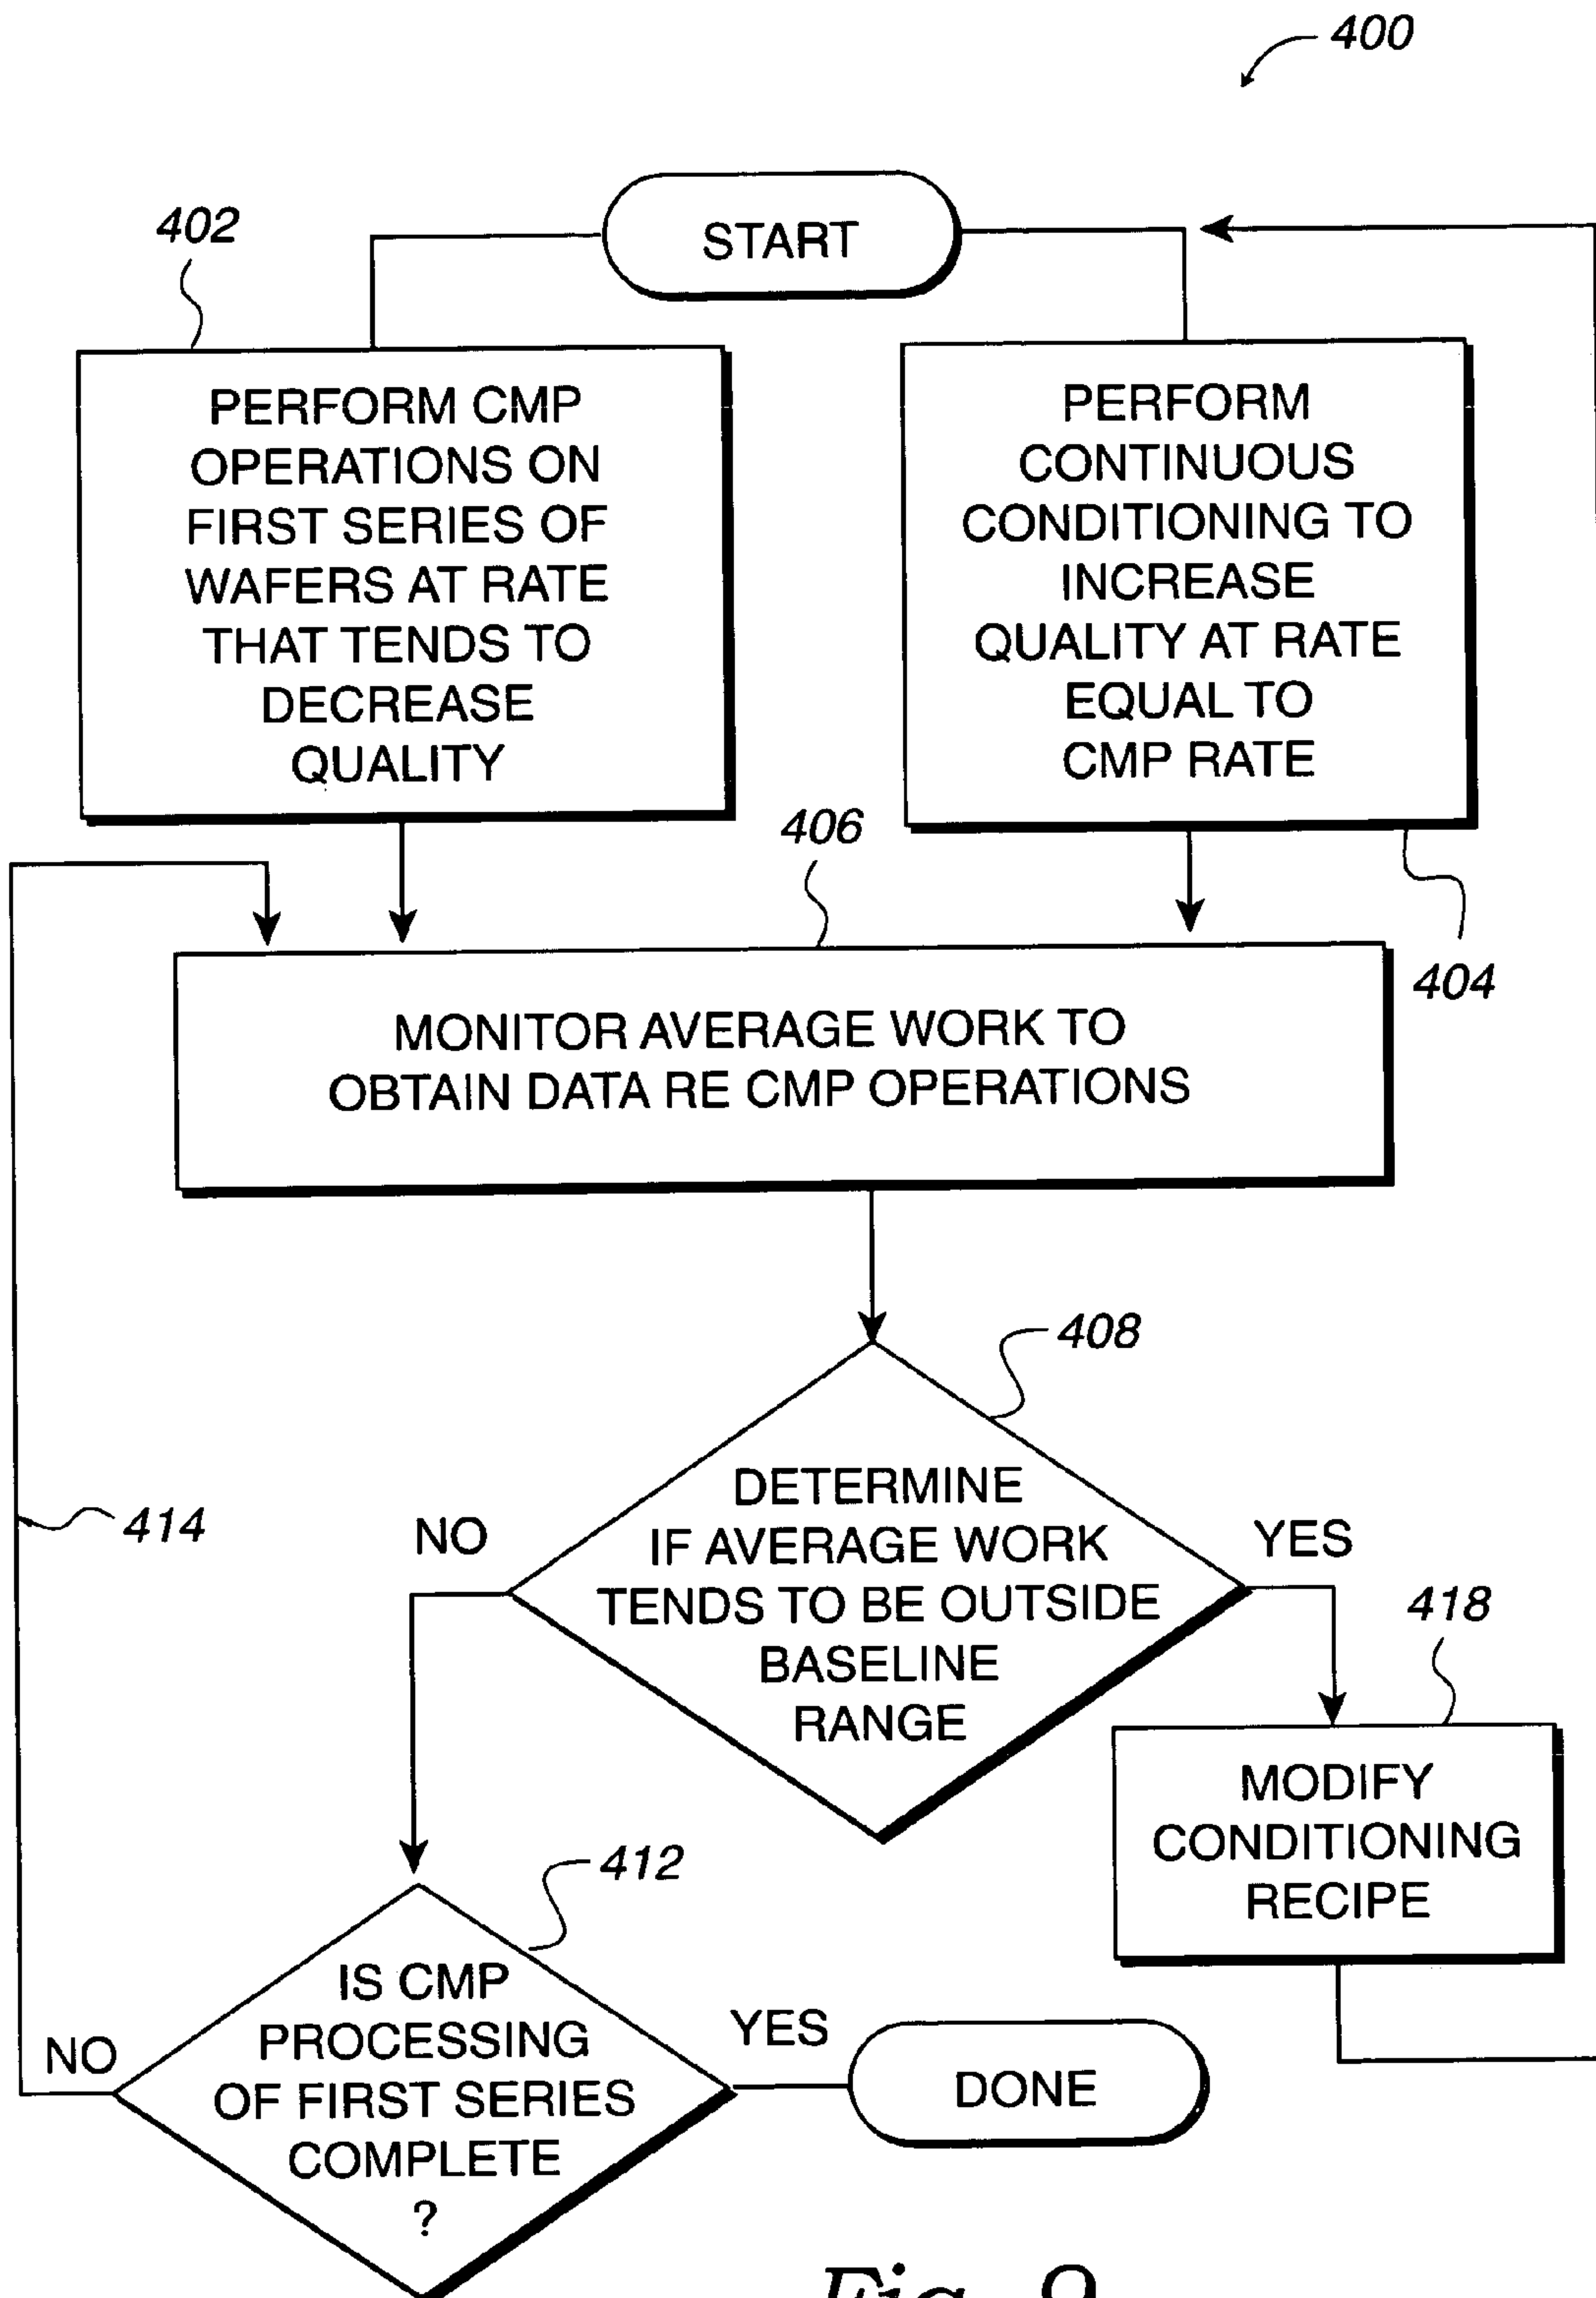 400
START
402
PERFORM CMP
OPERATIONS ON
FIRST SERIES OF
WAFERS AT RATE
THAT TENDS TO
DECREASE
QUALITY
PERFORM
CONTINUOUS
CONDITIONING TO
INCREASE
QUALITY AT RATE
EQUAL TO
CMP RATE
404
406
MONITOR AVERAGE WORK TO
OBTAIN DATA RE CMP OPERATIONS
408
DETERMINE
IF AVERAGE WORK
TENDS TO BE OUTSIDE
BASELINE
RANGE
NO
YES
414
418
MODIFY
CONDITIONING
RECIPE
412
IS CMP
PROCESSING
OF FIRST SERIES
COMPLETE
?
NO
YES
DONE
Fig. 9